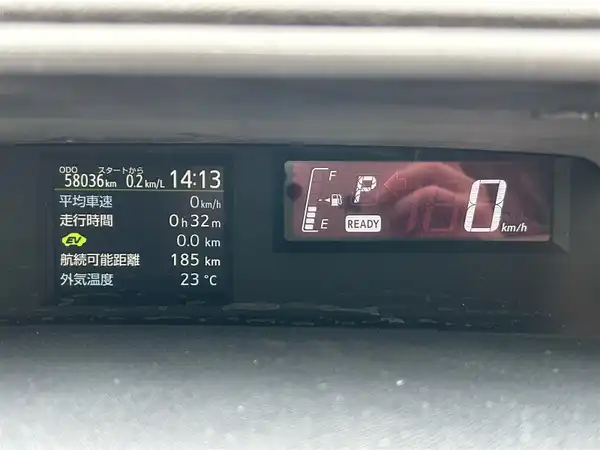 ODO スタートから
58036km 0.2km/L 14:13
平均車速 0km/h
走行時間 0h32m
EV 0.0 km
航続可能距離 185 km
外気温度 23 ℃
F
P
E READY
0 km/h